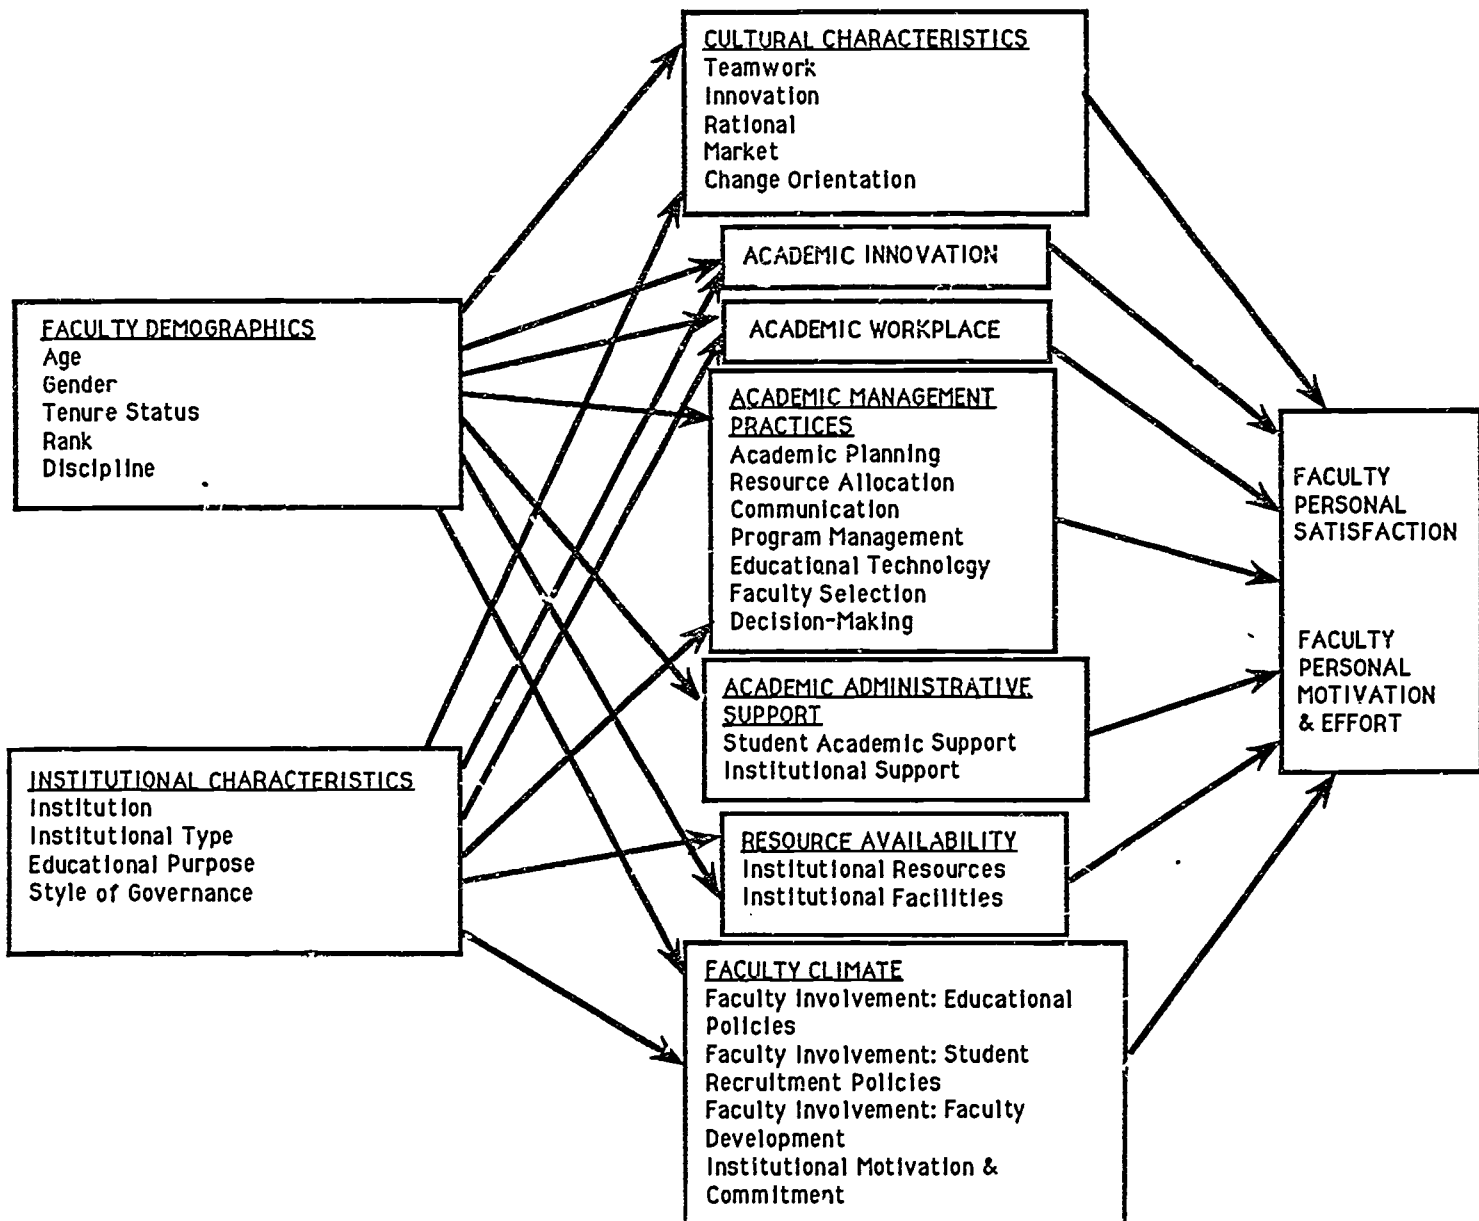 CULTURAL CHARACTERISTICS
Teamwork
Innovation
Rational
Market
Change Orientation
ACADEMIC INNOVATION
ACADEMIC WORKPLACE
FACULTY DEMOGRAPHICS
Age
Gender
Tenure Status
Rank
Discipline
ACADEMIC MANAGEMENT
PRACTICES
Academic Planning
Resource Allocation
Communication
Program Management
Educational Technology
Faculty Selection
Decision-Making
ACADEMIC ADMINISTRATIVE
SUPPORT
Student Academic Support
Institutional Support
INSTITUTIONAL CHARACTERISTICS
Institution
Institutional Type
Educational Purpose
Style of Governance
RESOURCE AVAILABILITY
Institutional Resources
Institutional Facilities
FACULTY CLIMATE
Faculty Involvement: Educational
Policies
Faculty Involvement: Student
Recruitment Policies
Faculty Involvement: Faculty
Development
Institutional Motivation &
Commitment
FACULTY
PERSONAL
SATISFACTION
FACULTY
PERSONAL
MOTIVATION
& EFFORT